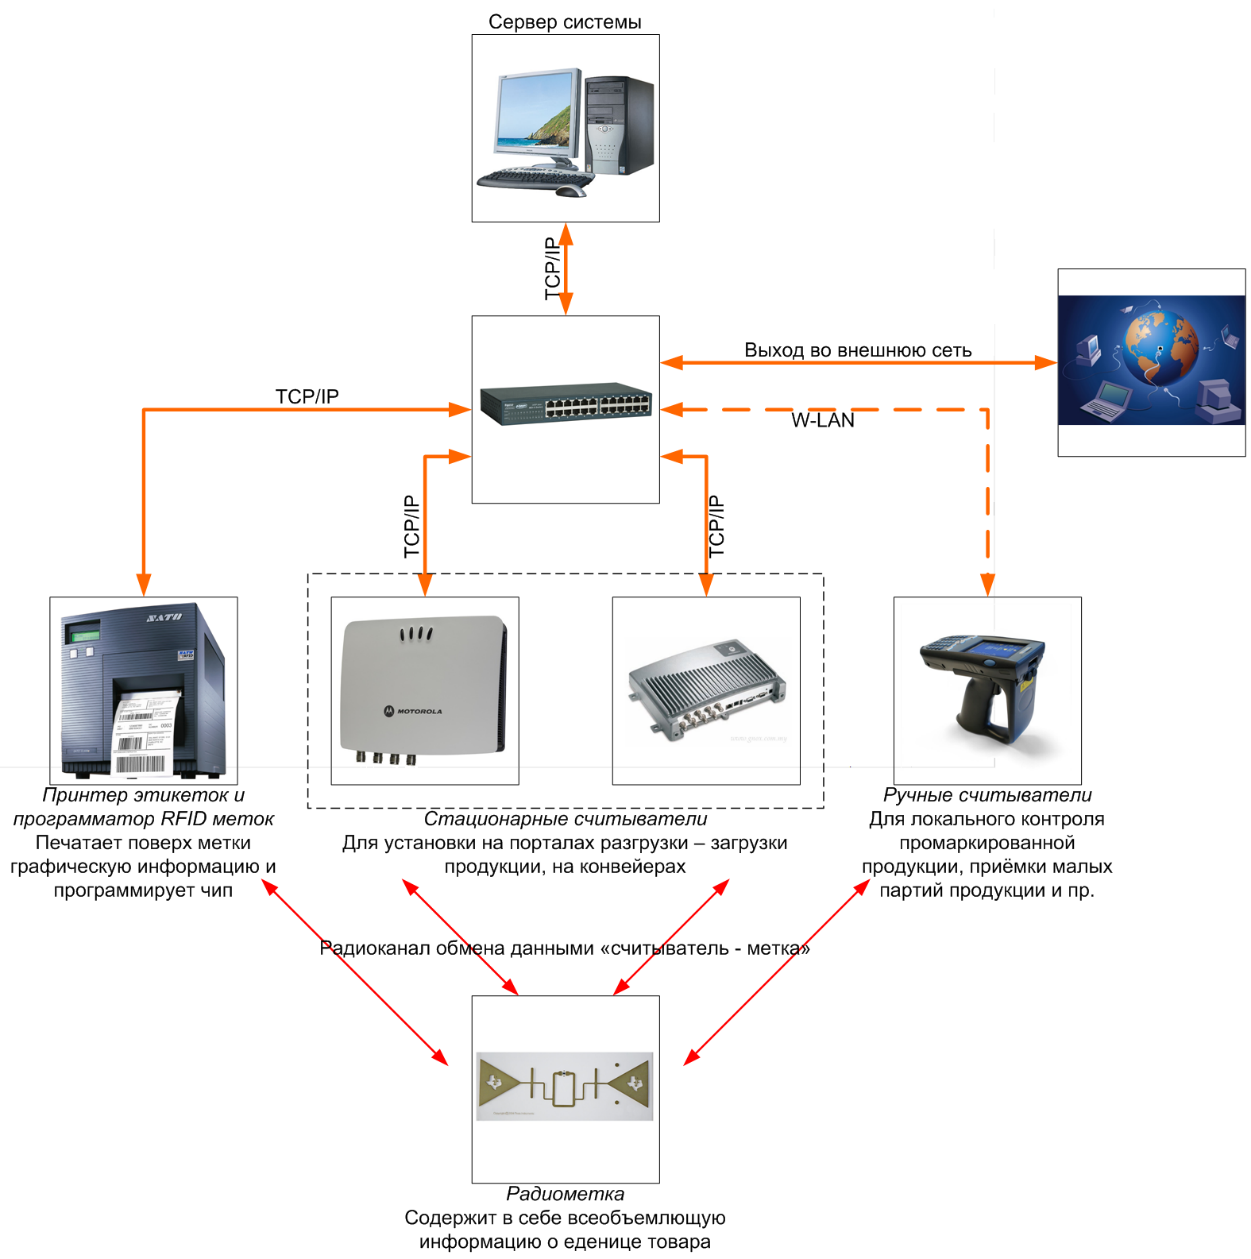 Сервер системы
TCP/IP
Выход во внешнюю сеть
TCP/IP
W-LAN
TCP/IP
TCP/IP
SATO
MOTOROLA
Принтер этикеток и
программатор RFID меток
Печатает поверх метки
графическую информацию и
программирует чип
Стационарные считыватели
Для установки на порталах разгрузки – загрузки
продукции, на конвейерах
Ручные считыватели
Для локального контроля
промаркированной
продукции, приёмки малых
партий продукции и пр.
Радиоканал обмена данными «считыватель - метка»
Радиометка
Содержит в себе всеобъемлющую
информацию о еденице товара